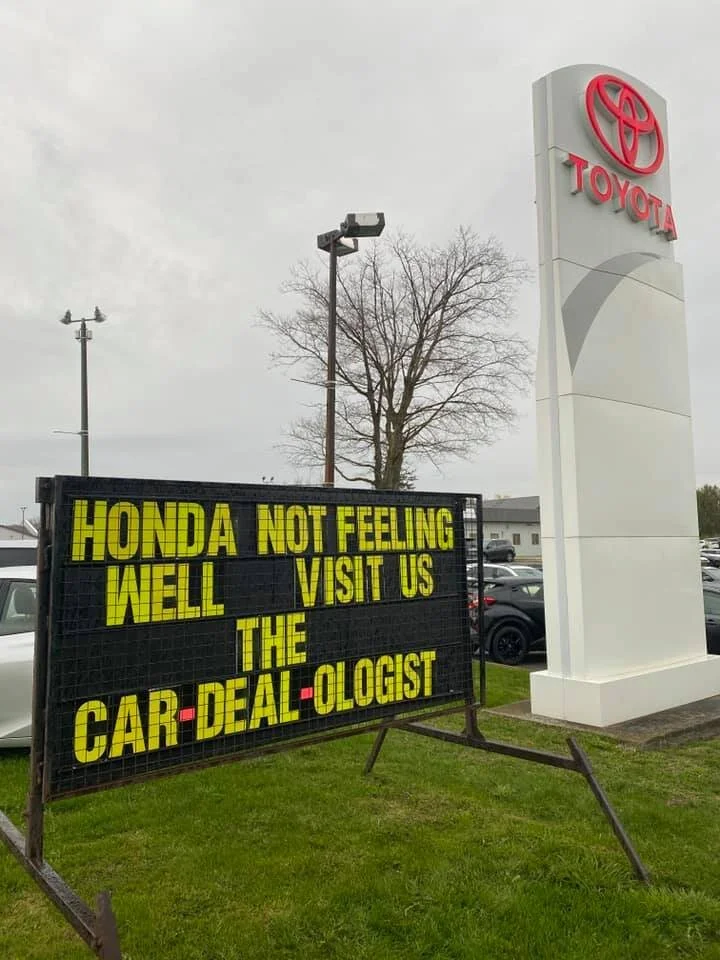 TOYOTA
HONDA NOT FEELING
WELL VISIT US
THE
CAR-DEAL-OLOGIST